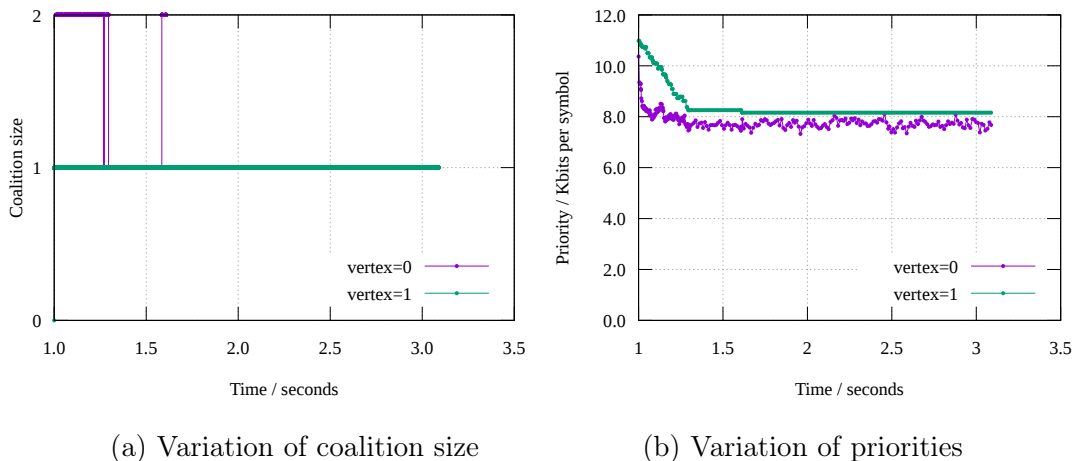 2
1
0
1.0 1.5 2.0 2.5 3.0 3.5
Coalition size
Time / seconds
vertex=0
vertex=1
(a) Variation of coalition size
12.0
10.0
8.0
6.0
4.0
2.0
0.0
1 1.5 2 2.5 3 3.5
Priority / Kbits per symbol
Time / seconds
vertex=0
vertex=1
(b) Variation of priorities